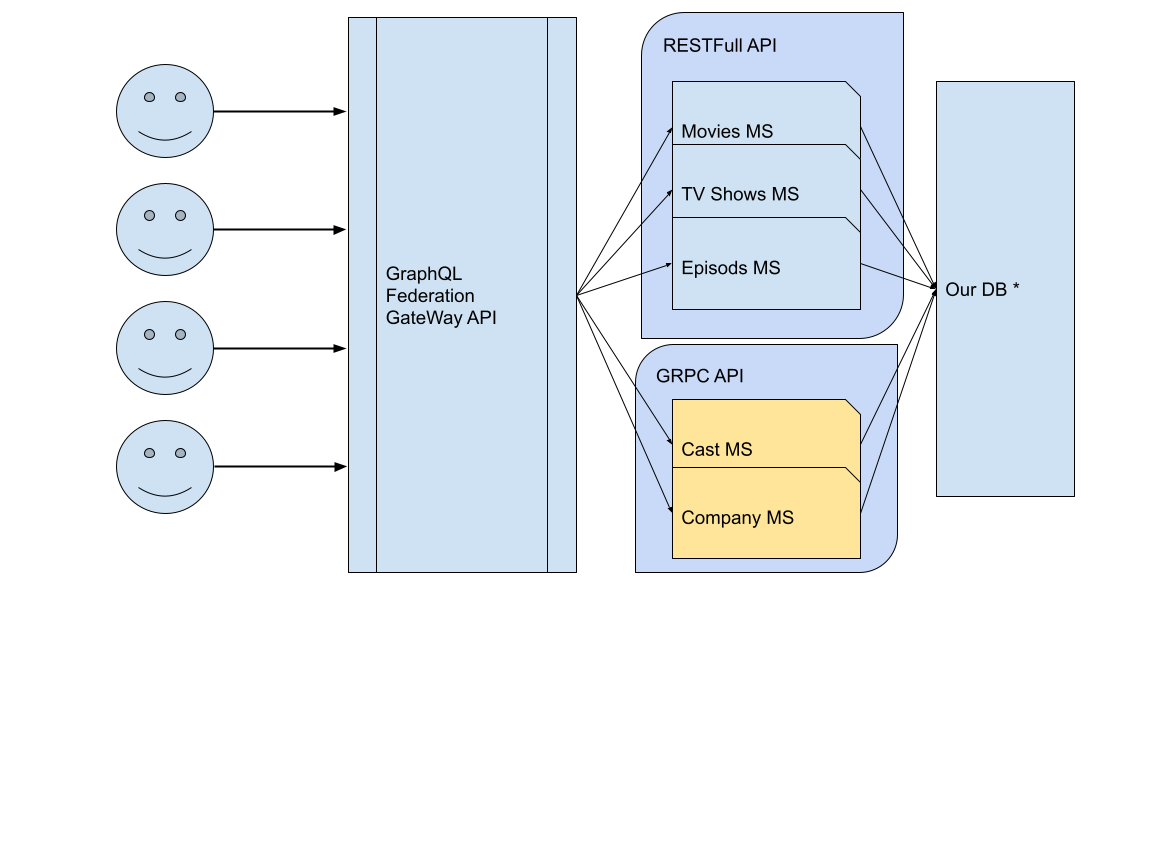 RESTFull API
Movies MS
TV Shows MS
Episods MS
GraphQL
Federation
GateWay API
Our DB *
GRPC API
Cast MS
Company MS